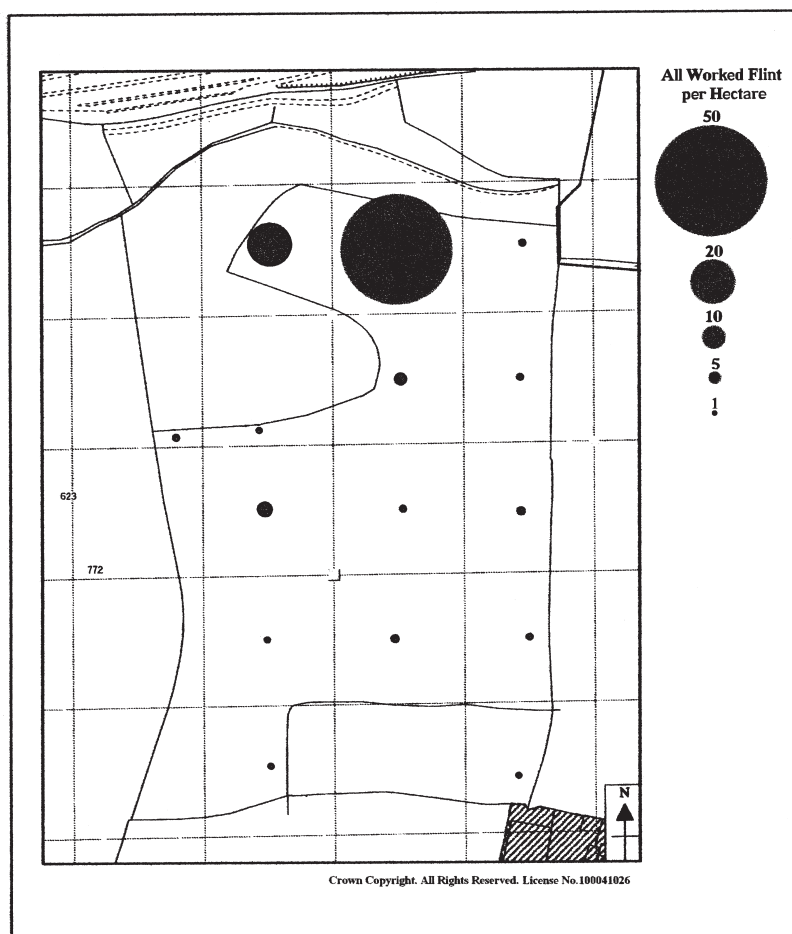 All Worked Flint
per Hectare
50
20
10
5
1
623
772
N
Crown Copyright. All Rights Reserved. License No.100041026